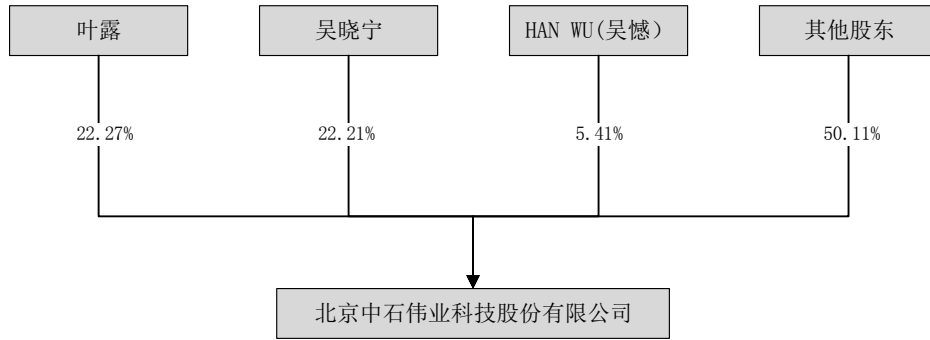 叶露
吴晓宁
HAN WU(吴憾）
其他股东
22.27%
22.21%
5.41%
50.11%
北京中石伟业科技股份有限公司